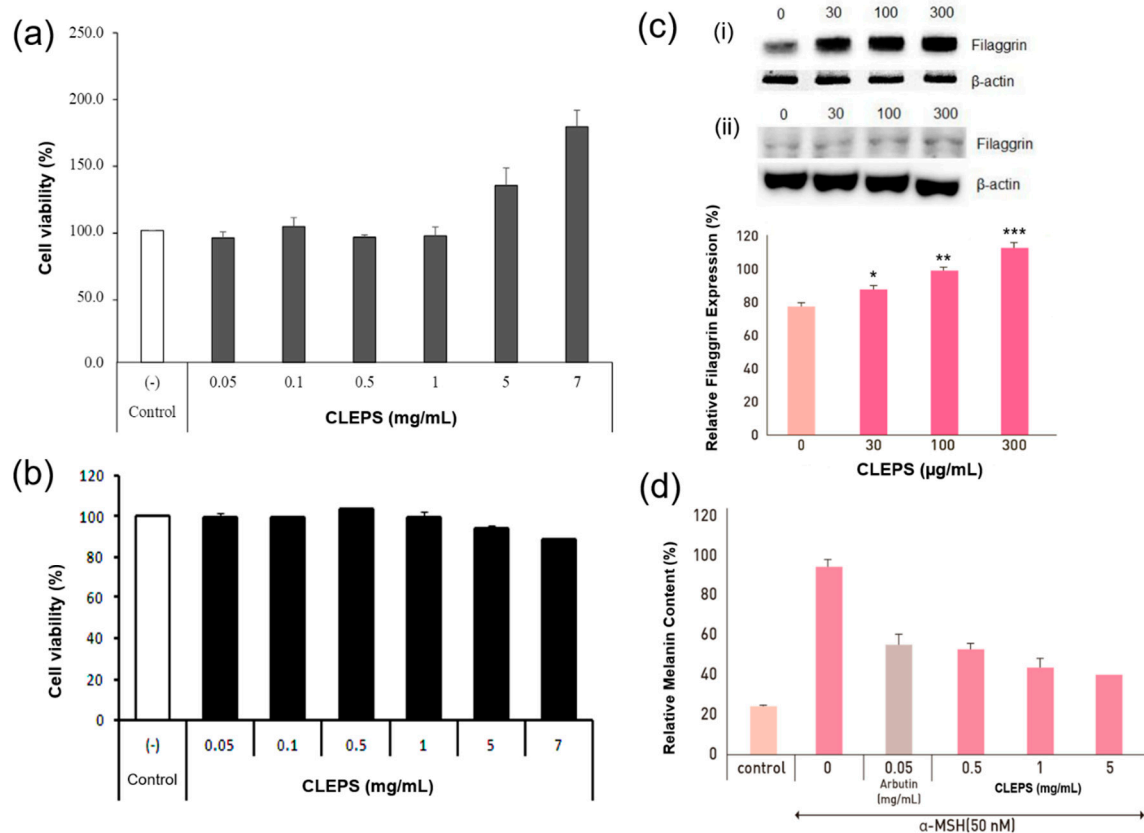 (a)
250.0
200.0
150.0
100.0
50.0
0.0
Cell viability (%)
(-) 0.05 0.1 0.5 1 5 7
Control
CLEPS (mg/mL)
(b)
120
100
80
60
40
20
0
Cell viability (%)
(-) 0.05 0.1 0.5 1 5 7
Control
CLEPS (mg/mL)
(c)
0 30 100 300
(i)
Filaggrin
β-actin
0 30 100 300
(ii)
Filaggrin
β-actin
Relative Filaggrin Expression (%)
120
100
80
60
40
20
0
* ** ***
0 30 100 300
CLEPS (µg/mL)
(d)
Relative Melanin Content (%)
120
100
80
60
40
20
0
control 0 0.05 0.5 1 5
Arbutin
(mg/mL)
CLEPS (mg/mL)
α-MSH(50 nM)